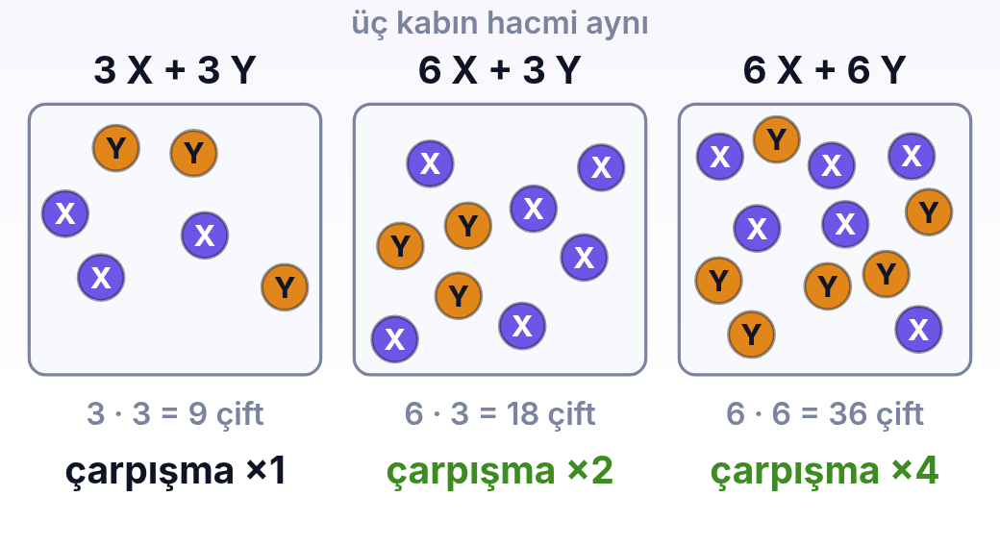 üç kabın hacmi aynı
3 X + 3 Y
6 X + 3 Y
6 X + 6 Y
Y Y
X X
X Y
X X
X
Y Y
X
Y
X X
Y
X X X
X X Y
Y Y Y
Y X
3 · 3 = 9 çift
6 · 3 = 18 çift
6 · 6 = 36 çift
çarpışma ×1
çarpışma ×2
çarpışma ×4